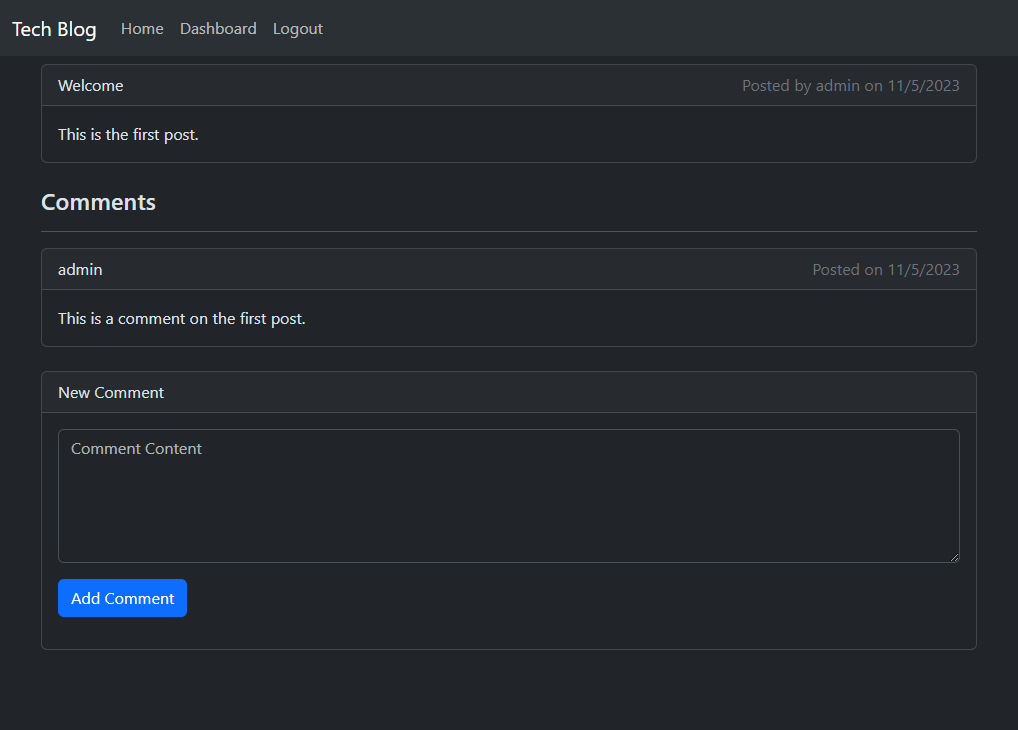 Tech Blog Home Dashboard Logout
Welcome Posted by admin on 11/5/2023
This is the first post.
Comments
admin Posted on 11/5/2023
This is a comment on the first post.
New Comment
Comment Content
Add Comment